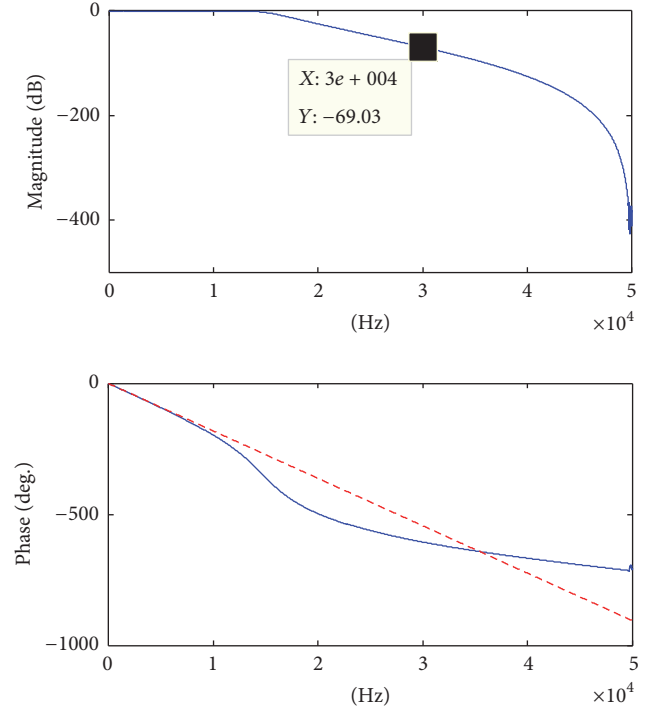 0
−200
−400
Magnitude (dB)
X: 3e + 004
Y: −69.03
0 1 2 3 4 5
(Hz)
×10^4
0
−500
−1000
Phase (deg.)
0 1 2 3 4 5
(Hz)
×10^4